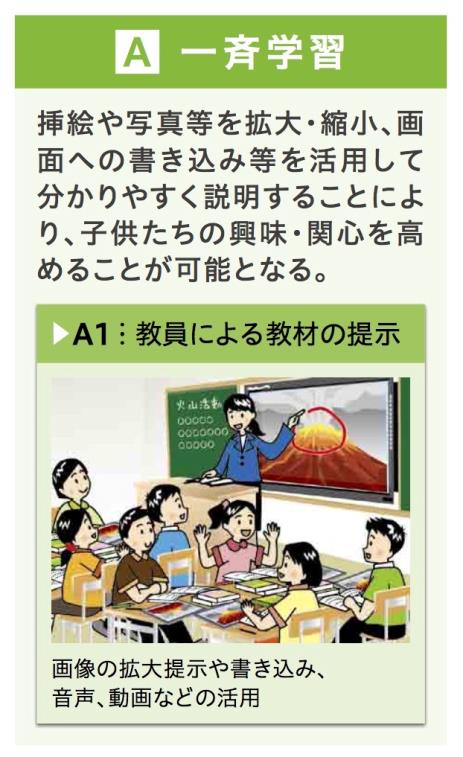 A 一斉学習
挿絵や写真等を拡大・縮小、画
面への書き込み等を活用して
分かりやすく説明することによ
り、子供たちの興味・関心を高
めることが可能となる。
▶A1：教員による教材の提示
火山活動
画像の拡大提示や書き込み、
音声、動画などの活用